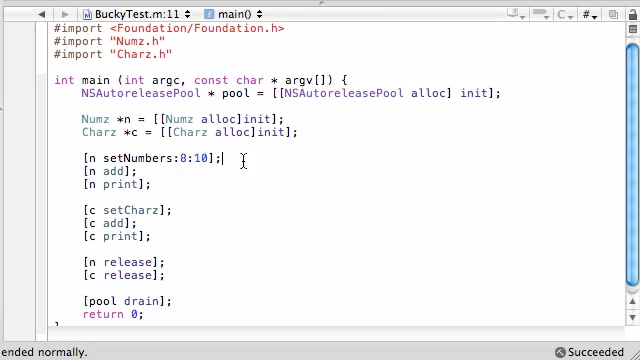 BuckyTest.m:11 main()
#import <Foundation/Foundation.h>
#import "Numz.h"
#import "Charz.h"
int main (int argc, const char * argv[]) {
NSAutoreleasePool * pool = [[NSAutoreleasePool alloc] init];
Numz *n = [[Numz alloc]init];
Charz *c = [[Charz alloc]init];
[n setNumbers:8:10];
[n add];
[n print];
[c setCharz];
[c add];
[c print];
[n release];
[c release];
[pool drain];
return 0;
}
ended normally.
Succeeded